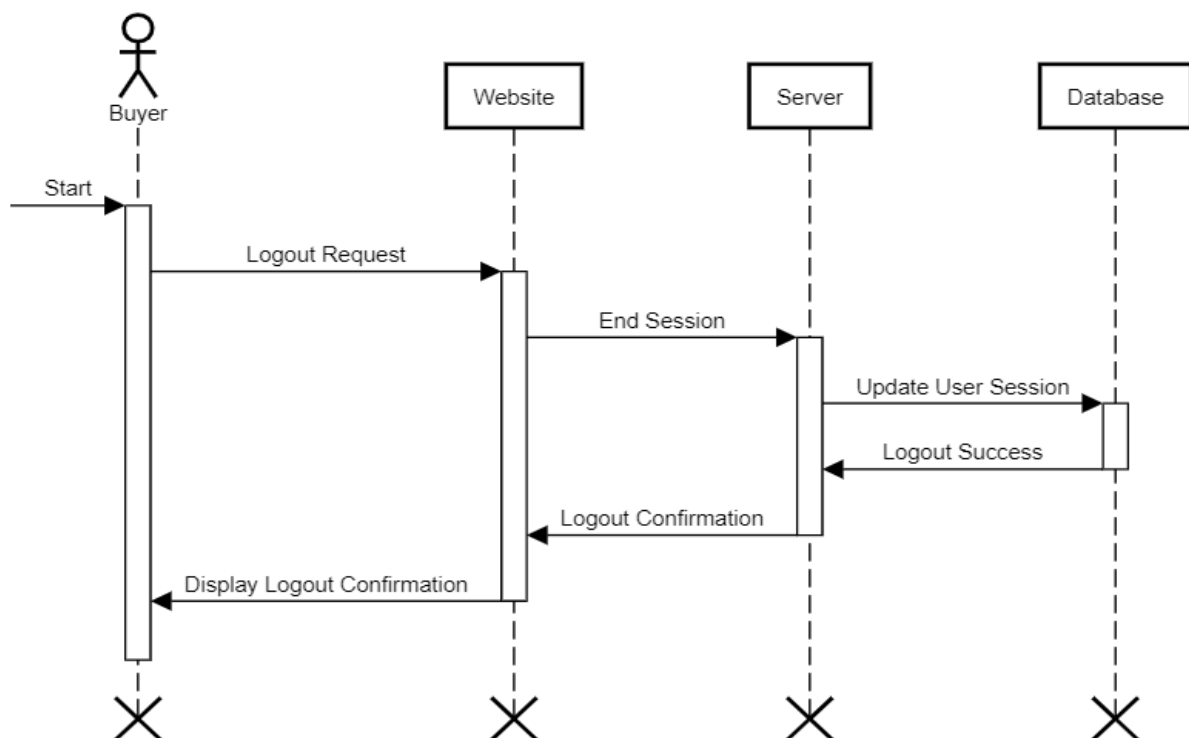 Buyer
Website
Server
Database
Start
Logout Request
End Session
Update User Session
Logout Success
Logout Confirmation
Display Logout Confirmation